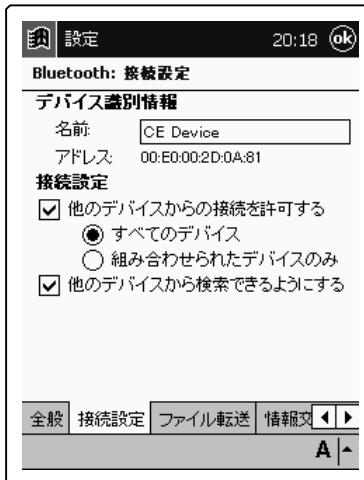 設定 20:18 ok
Bluetooth: 接続設定
デバイス識別情報
名前: CE Device
アドレス: 00:E0:00:2D:0A:81
接続設定
他のデバイスからの接続を許可する
すべてのデバイス
組み合わせられたデバイスのみ
他のデバイスから検索できるようにする
全般 接続設定 ファイル転送 情報交
A